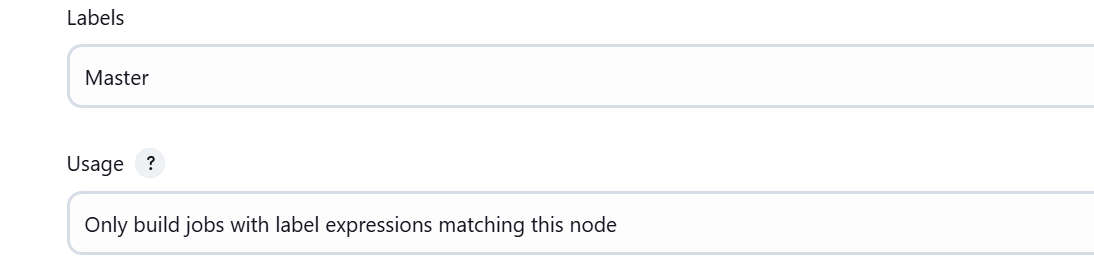 Labels
Master
Usage ?
Only build jobs with label expressions matching this node